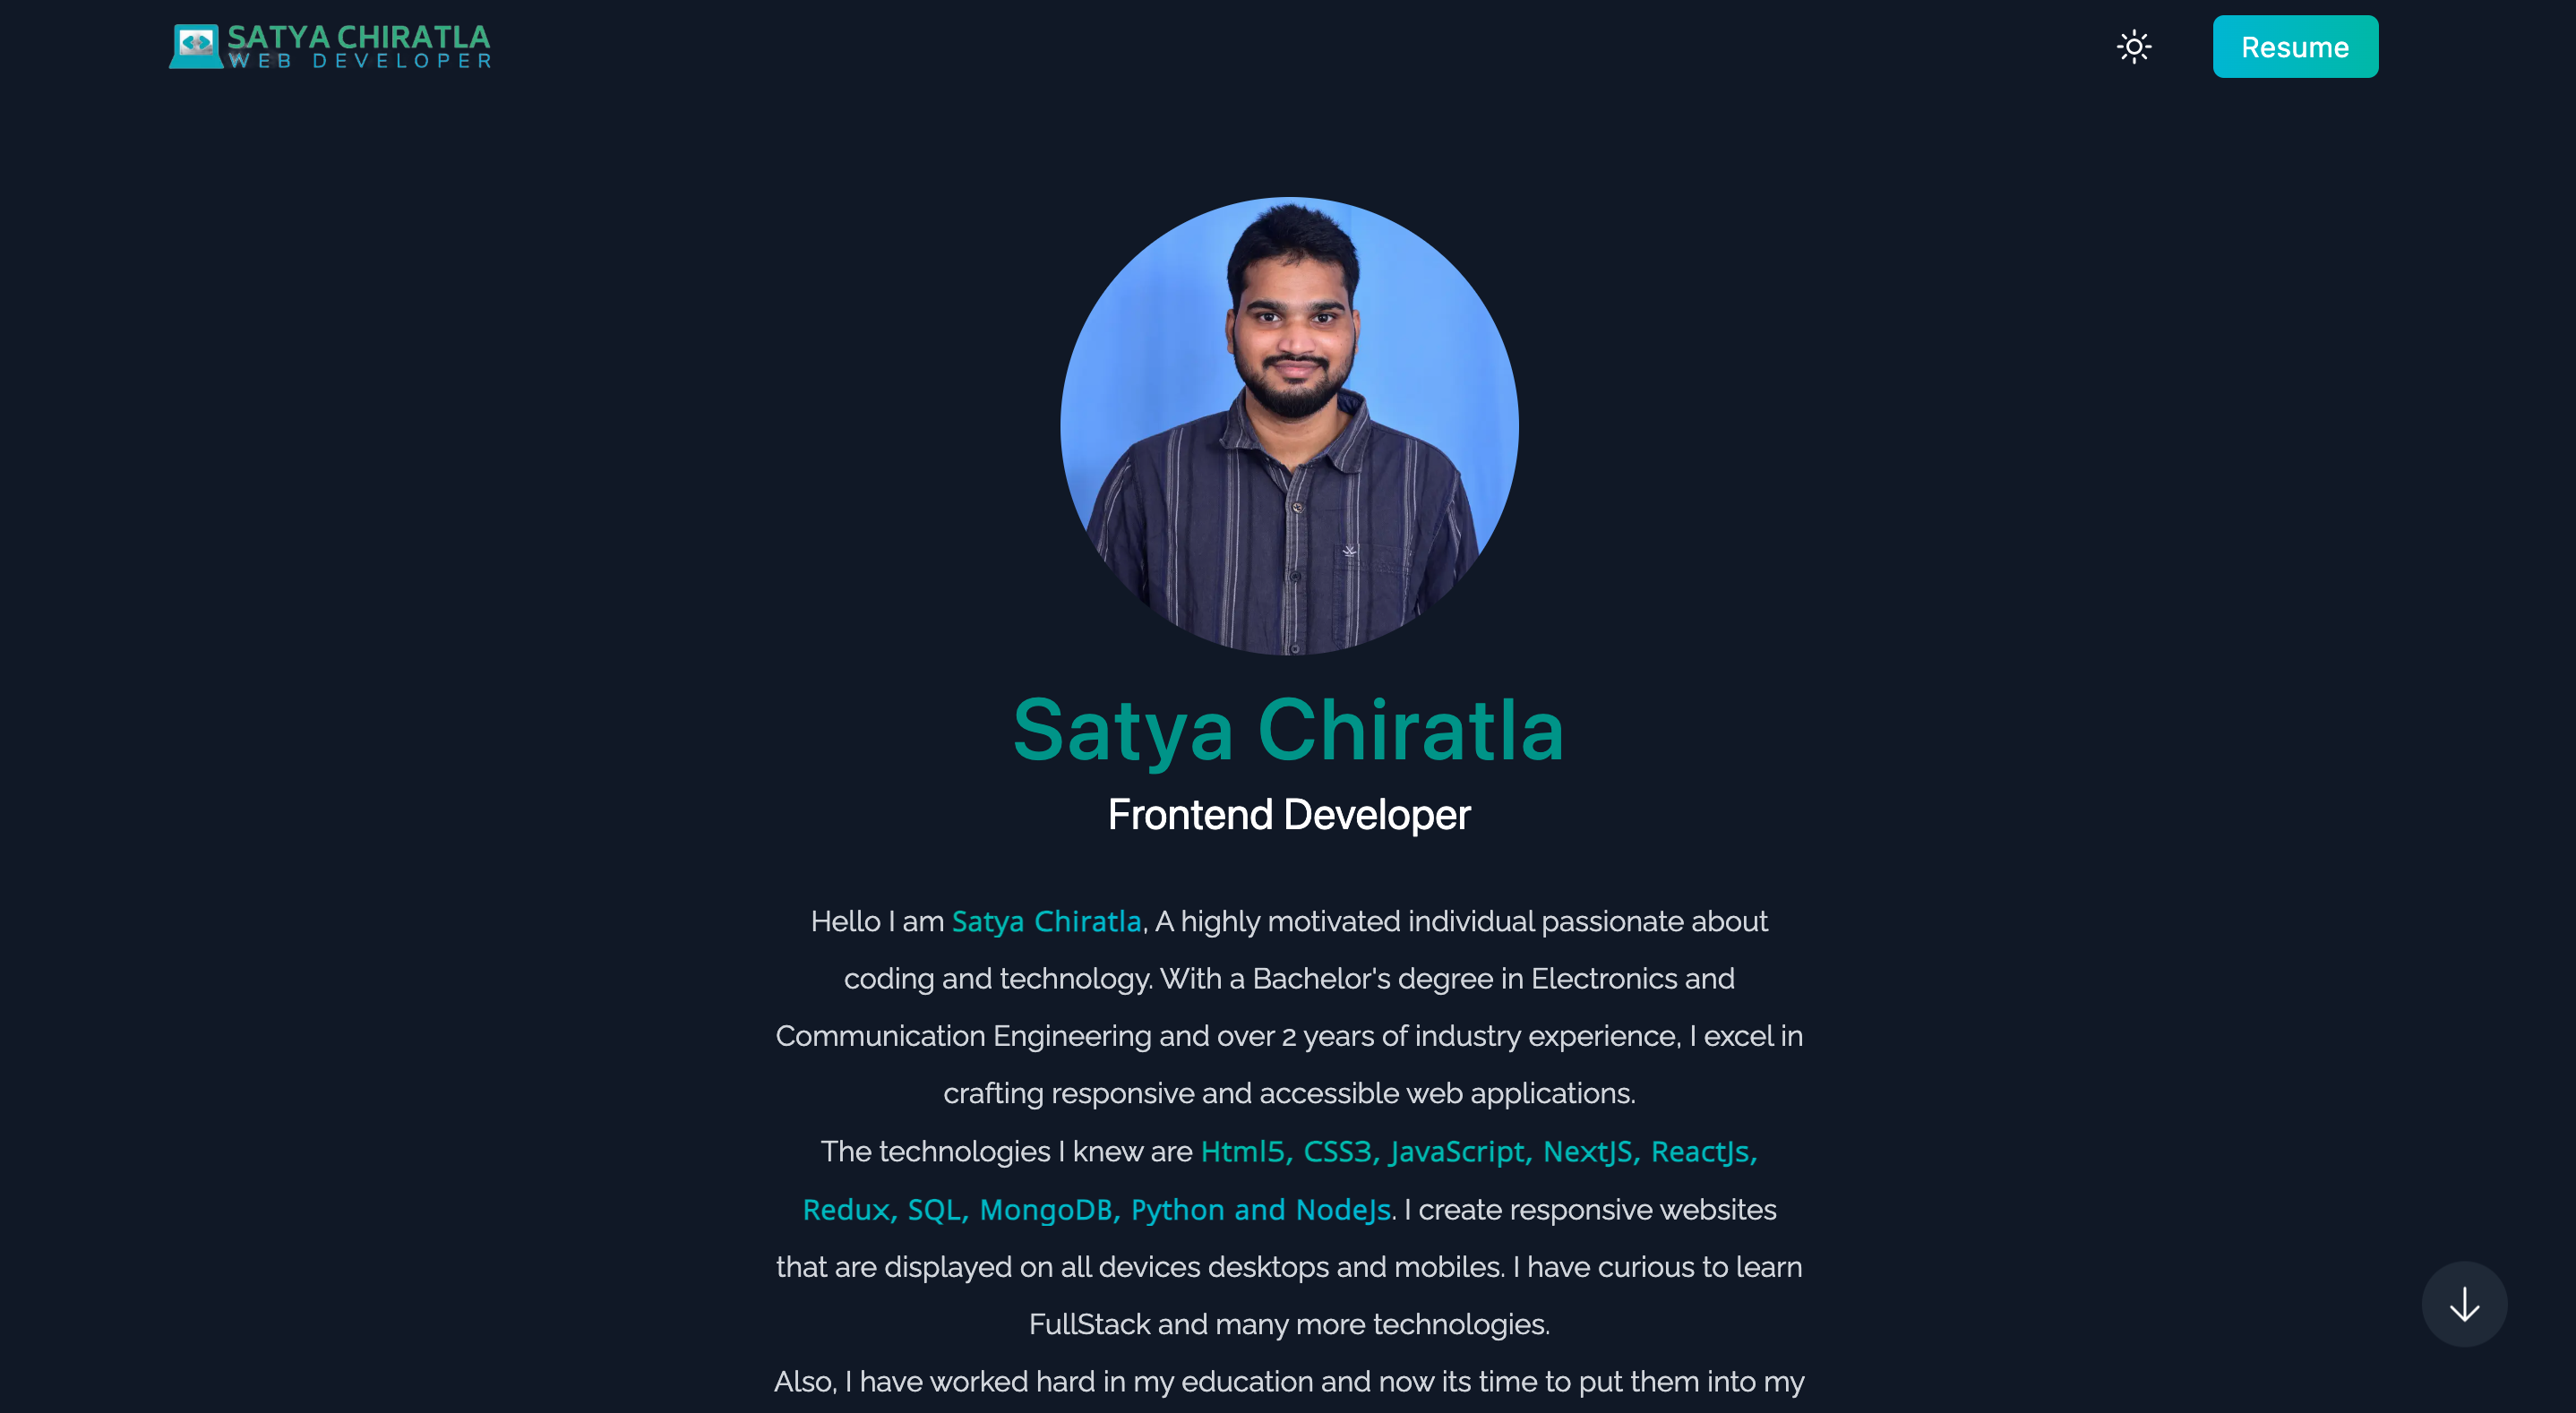 SATYA CHIRATLA
WEB DEVELOPER
Resume
Satya Chiratla
Frontend Developer
Hello I am Satya Chiratla, A highly motivated individual passionate about
coding and technology. With a Bachelor's degree in Electronics and
Communication Engineering and over 2 years of industry experience, I excel in
crafting responsive and accessible web applications.
The technologies I knew are Html5, CSS3, JavaScript, NextJS, ReactJs,
Redux, SQL, MongoDB, Python and NodeJs. I create responsive websites
that are displayed on all devices desktops and mobiles. I have curious to learn
FullStack and many more technologies.
Also, I have worked hard in my education and now its time to put them into my